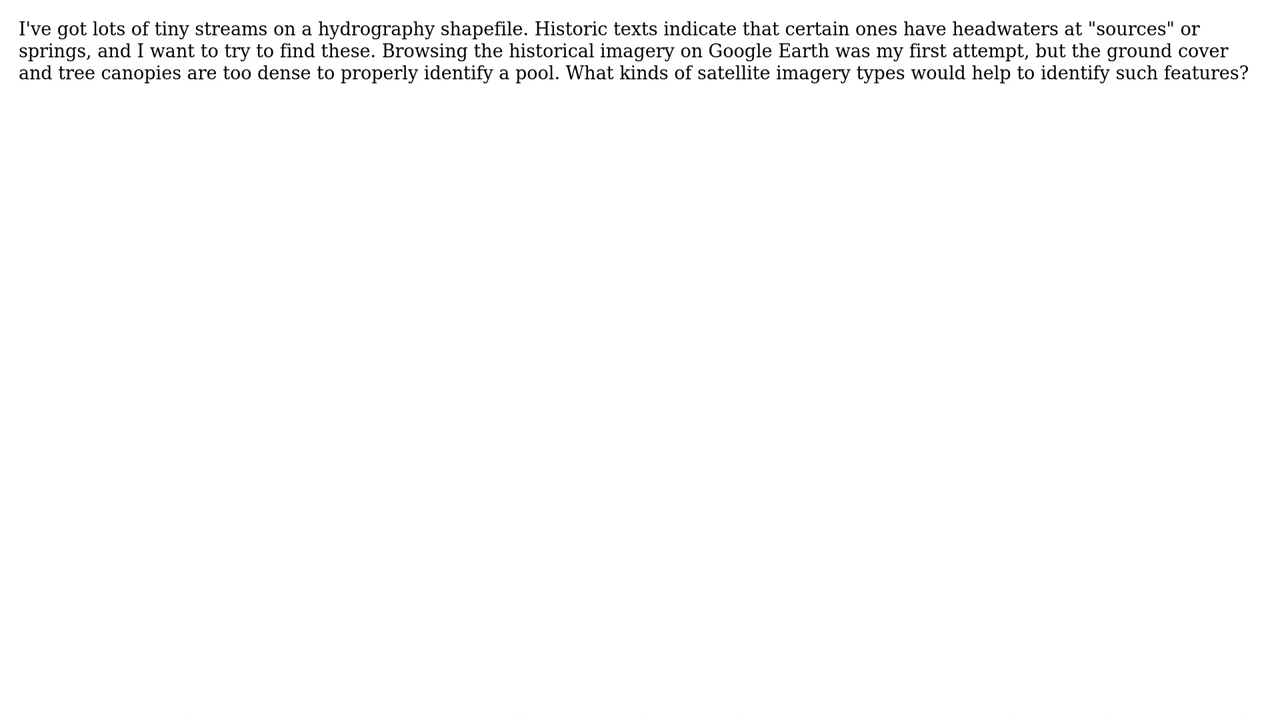 I've got lots of tiny streams on a hydrography shapefile. Historic texts indicate that certain ones have headwaters at "sources" or
springs, and I want to try to find these. Browsing the historical imagery on Google Earth was my first attempt, but the ground cover
and tree canopies are too dense to properly identify a pool. What kinds of satellite imagery types would help to identify such features?